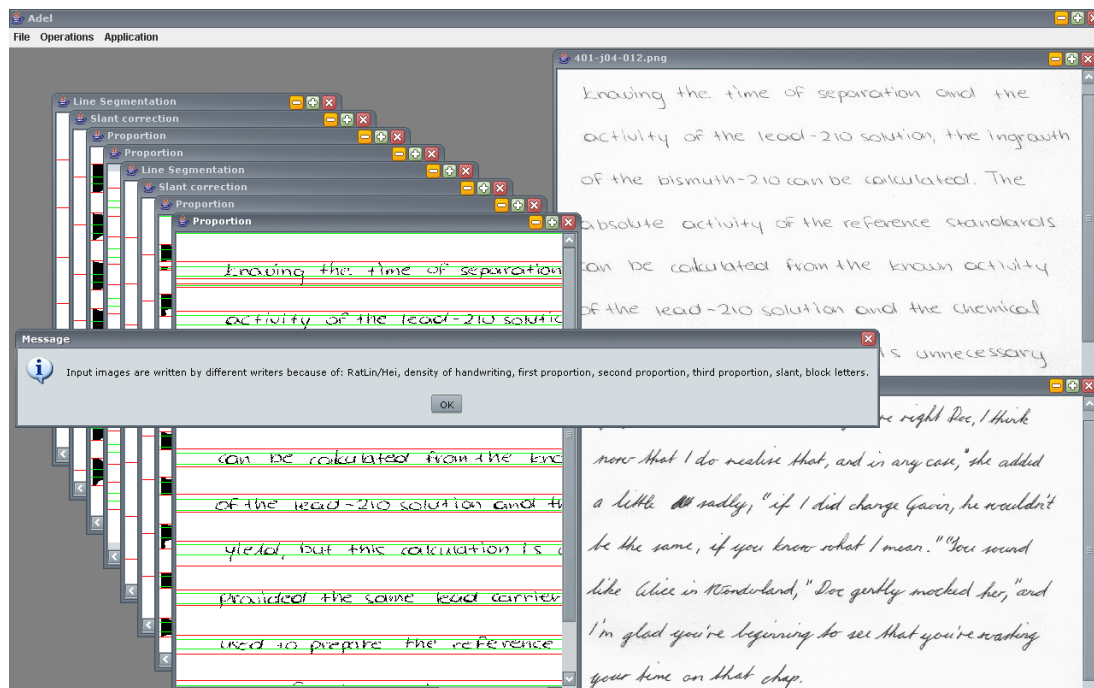 Adel
File Operations Application
401-j04-012.png
Knowing the time of separation and the
activity of the lead-210 solution, the ingrowth
of the bismuth-210 can be calculated. The
absolute activity of the reference standards
can be calculated from the known activity
of the lead-210 solution and the chemical
is unnecessary
Line Segmentation
Slant correction
Proportion
Proportion
Line Segmentation
Slant correction
Proportion
Proportion
Knowing the time of separation
activity of the lead-210 solutio
Message
Input images are written by different writers because of: RatLin/Hei, density of handwriting, first proportion, second proportion, third proportion, slant, block letters.
OK
can be calculated from the kno
of the lead-210 solution and th
yield, but this calculation is
provided the same lead carrier
used to prepare the reference
right Doc, I think
now that I do realise that, and in any case," she added
a little sadly, "if I did change Gavin, he wouldn't
be the same, if you know what I mean." "You sound
like Alice in Wonderland," Doc gently mocked her, "and
I'm glad you're beginning to see that you're wasting
your time on that chap.